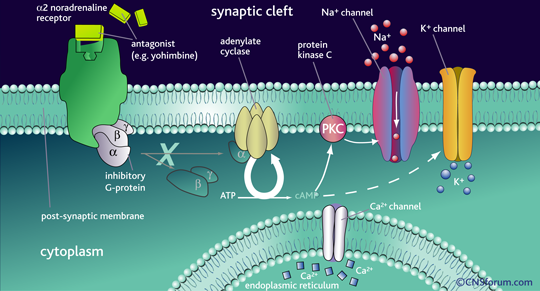 α2 noradrenaline
receptor
antagonist
(e.g. yohimbine)
synaptic cleft
adenylate
cyclase
protein
kinase C
Na⁺ channel
Na⁺
K⁺ channel
β
γ
α
inhibitory
G-protein
X
α
β
γ
PKC
ATP
cAMP
K⁺
post-synaptic membrane
cytoplasm
Ca²⁺ channel
Ca²⁺
Ca²⁺
endoplasmic reticulum
©CNSforum.com